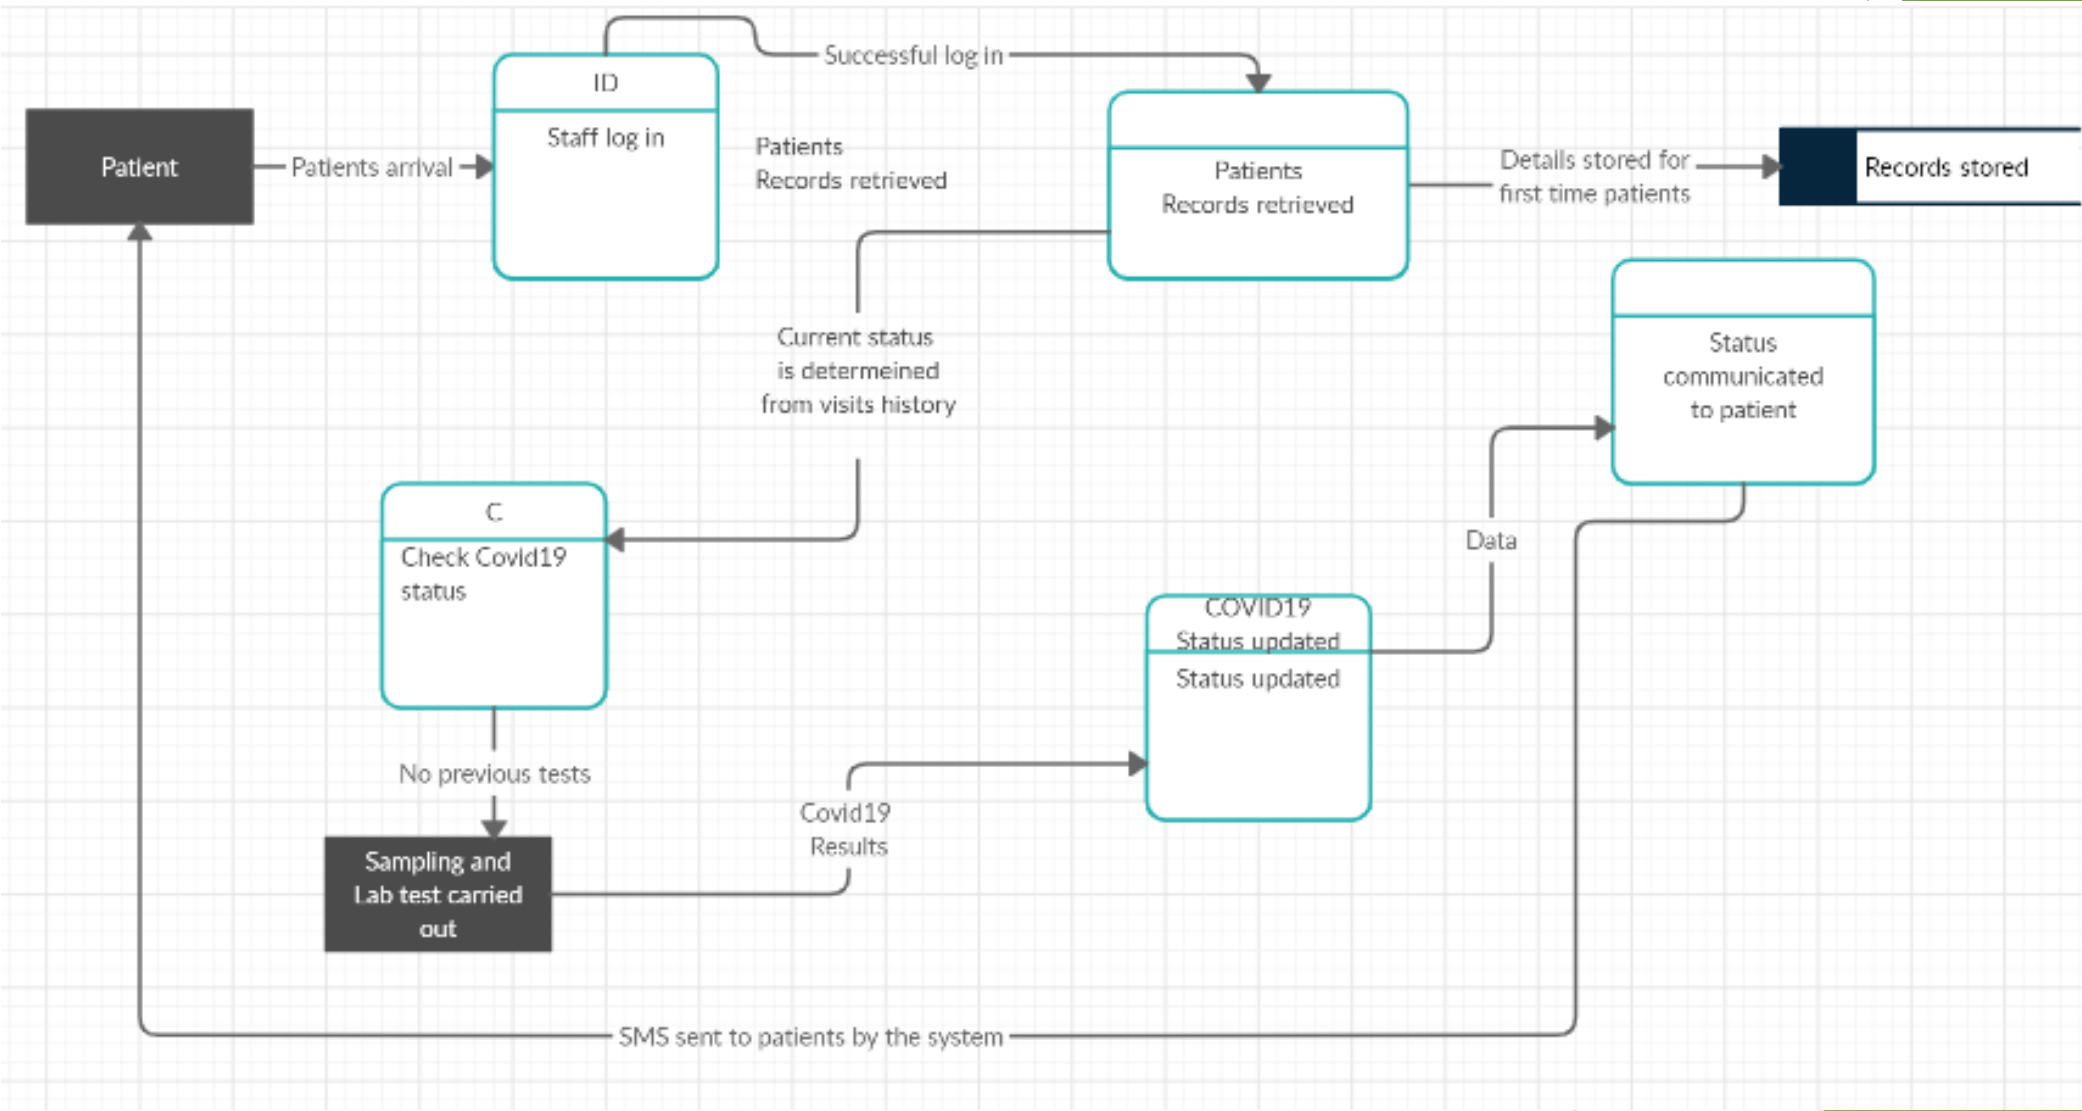 Successful log in
ID
Staff log in
Patient
Patients arrival
Patients
Records retrieved
Patients
Records retrieved
Details stored for
first time patients
Records stored
Current status
is determeined
from visits history
Status
communicated
to patient
C
Check Covid19
status
Data
COVID19
Status updated
Status updated
No previous tests
Covid19
Results
Sampling and
Lab test carried
out
SMS sent to patients by the system